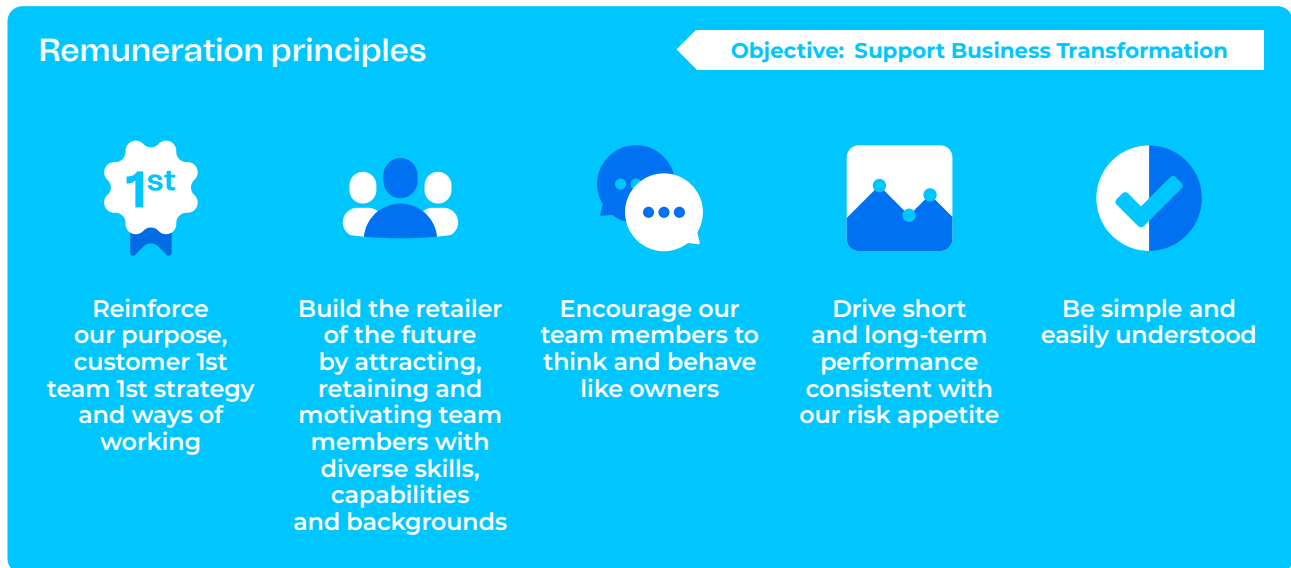 Remuneration principles
Objective: Support Business Transformation
1st
Reinforce
our purpose,
customer 1st
team 1st strategy
and ways of
working
Build the retailer
of the future
by attracting,
retaining and
motivating team
members with
diverse skills,
capabilities
and backgrounds
Encourage our
team members to
think and behave
like owners
Drive short
and long-term
performance
consistent with
our risk appetite
Be simple and
easily understood